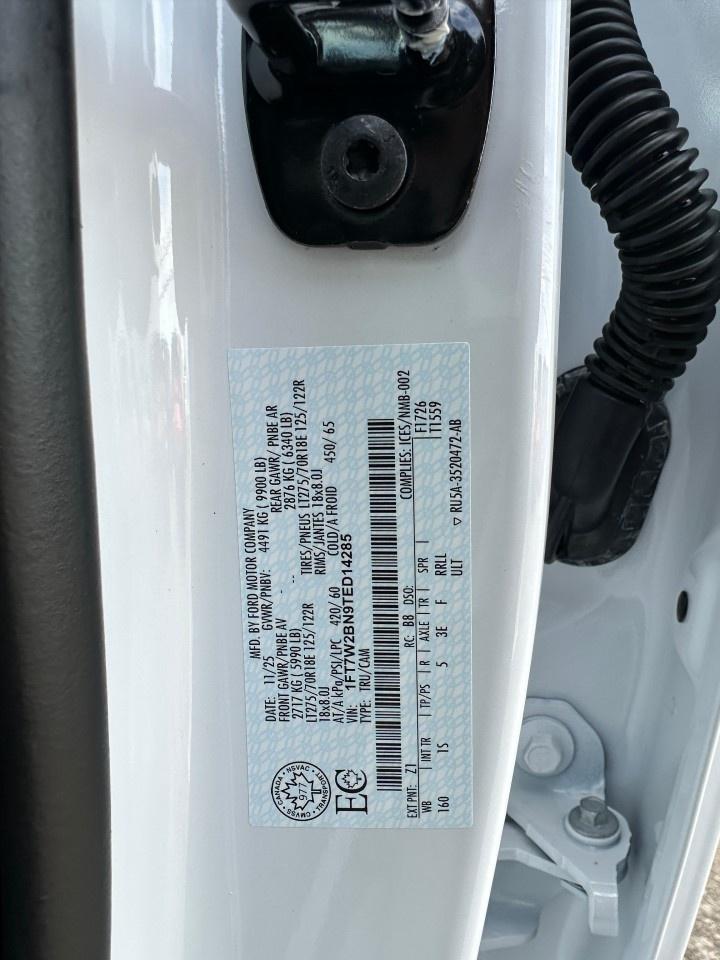 MFD. BY FORD MOTOR COMPANY
DATE: 11/25 GVWR/PNBV: 4491 KG ( 9900 LB)
FRONT GAWR/PNBE AV REAR GAWR/ PNBE AR
2717 KG ( 5990 LB) 2876 KG ( 6340 LB)
LT275/70R18E 125/122R TIRES/PNEUS LT275/70R18E 125/122R
18x8.0J RIMS/JANTES 18x8.0J
AT/A kPa/PSI/LPC 420/ 60 COLD/A FROID 450/ 65
VIN: 1FT7W2BN9TED14285
TYPE: TRU/CAM
CMVSS • CANADA • NSVAC • TRANSPORT
977
EC
COMPLIES: ICES/NMB-002
EXT PNT: Z1 RC: B8 DSO: F1726
WB INT TR TP/PS R AXLE TR SPR T1559
160 1S 5 3E F RRLL
ULT ▽ RU5A-3520472-AB